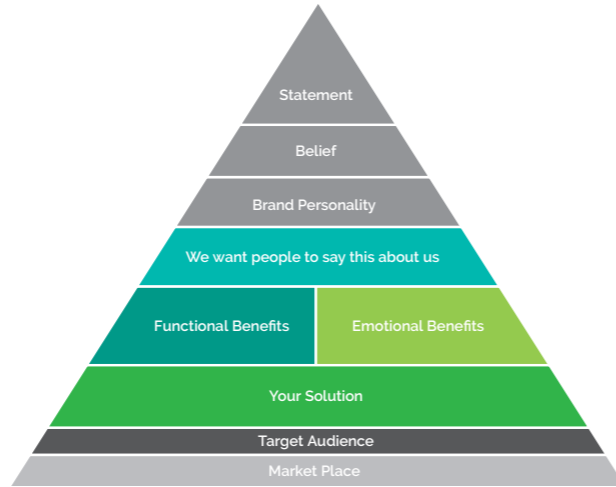 Statement
Belief
Brand Personality
We want people to say this about us
Functional Benefits
Emotional Benefits
Your Solution
Target Audience
Market Place